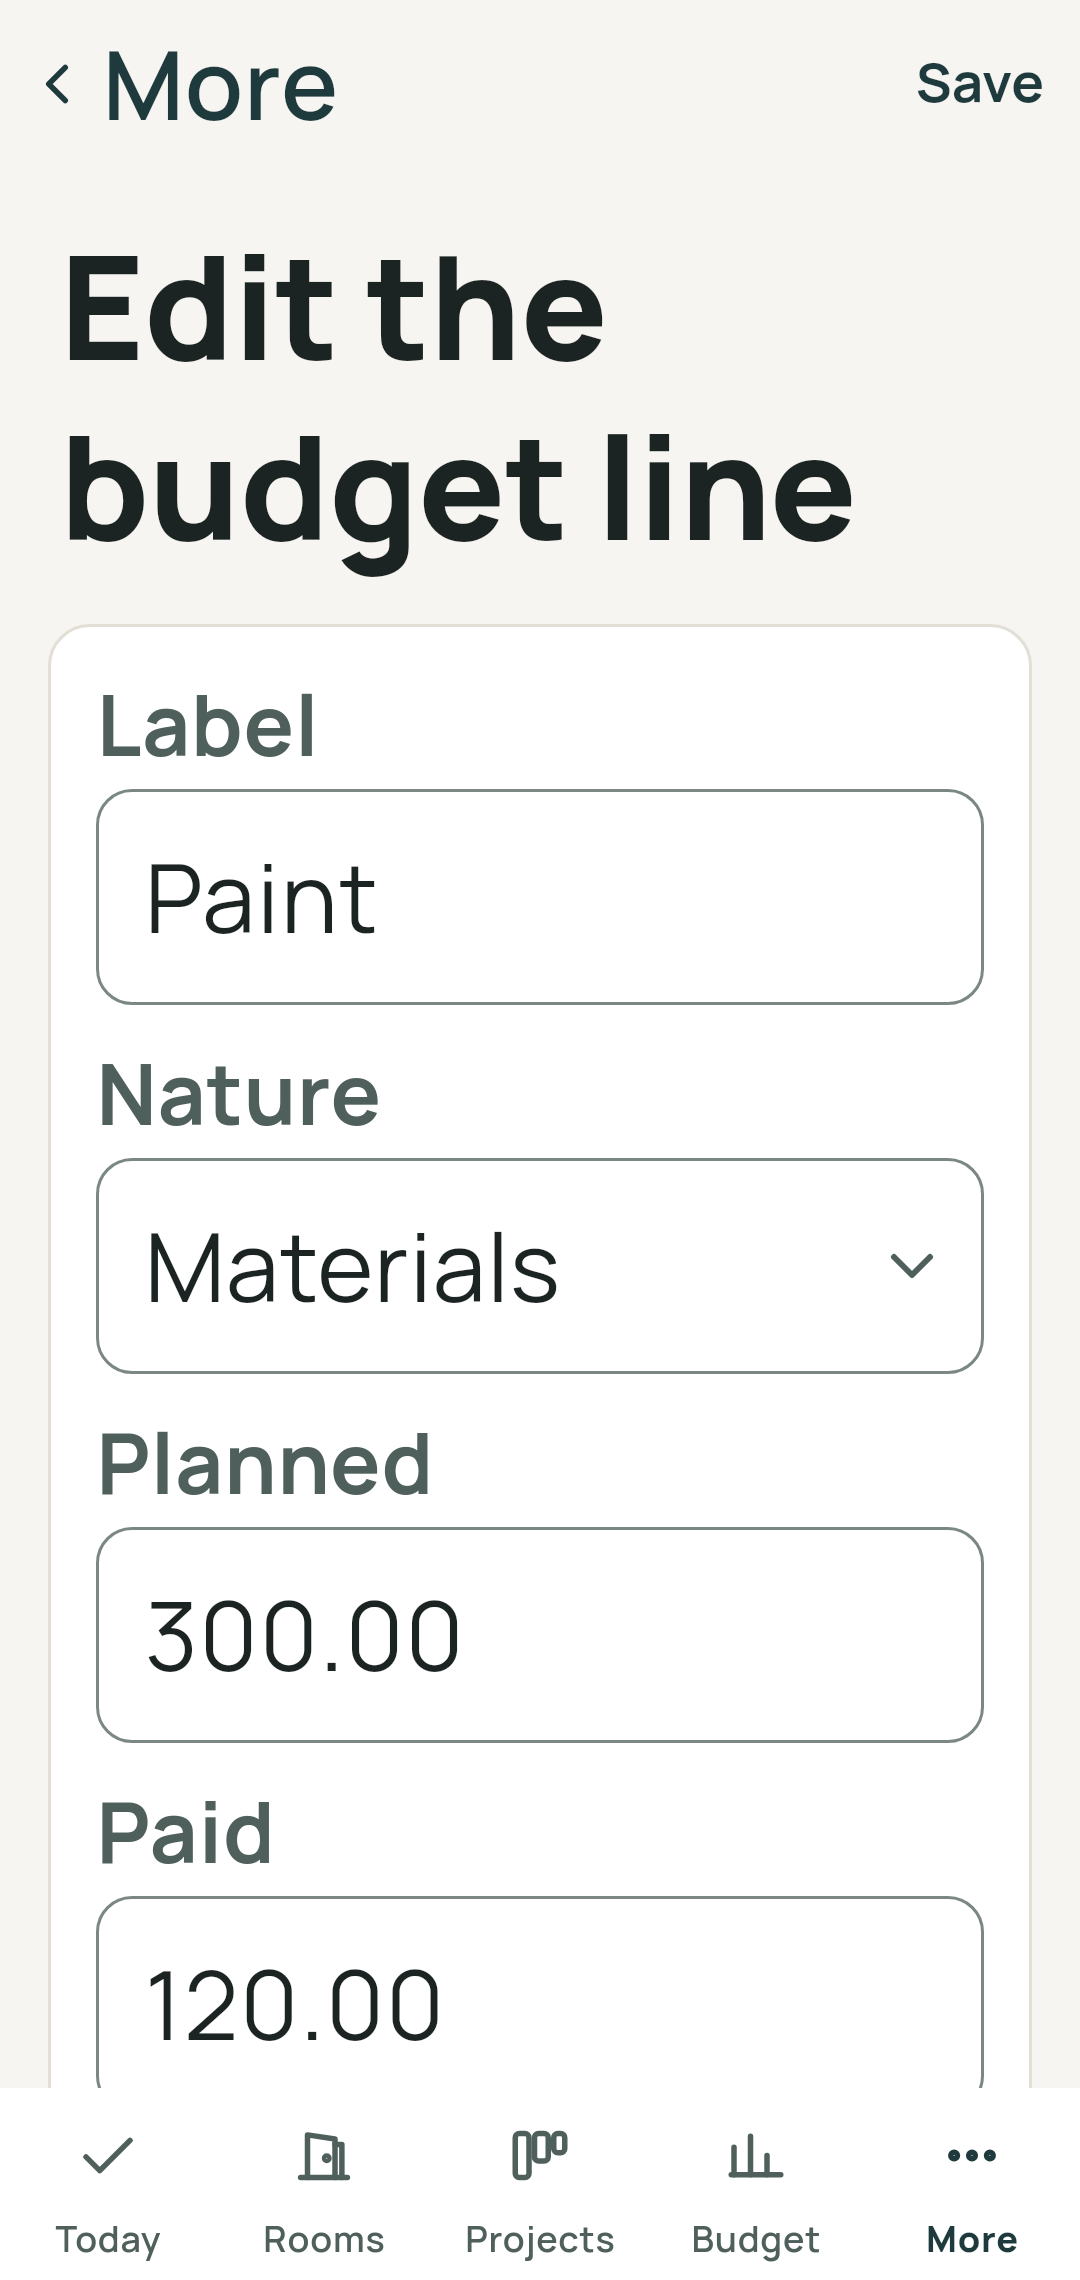 More
Save
Edit the
budget line
Label
Paint
Nature
Materials
Planned
300.00
Paid
120.00
Today
Rooms
Projects
Budget
More